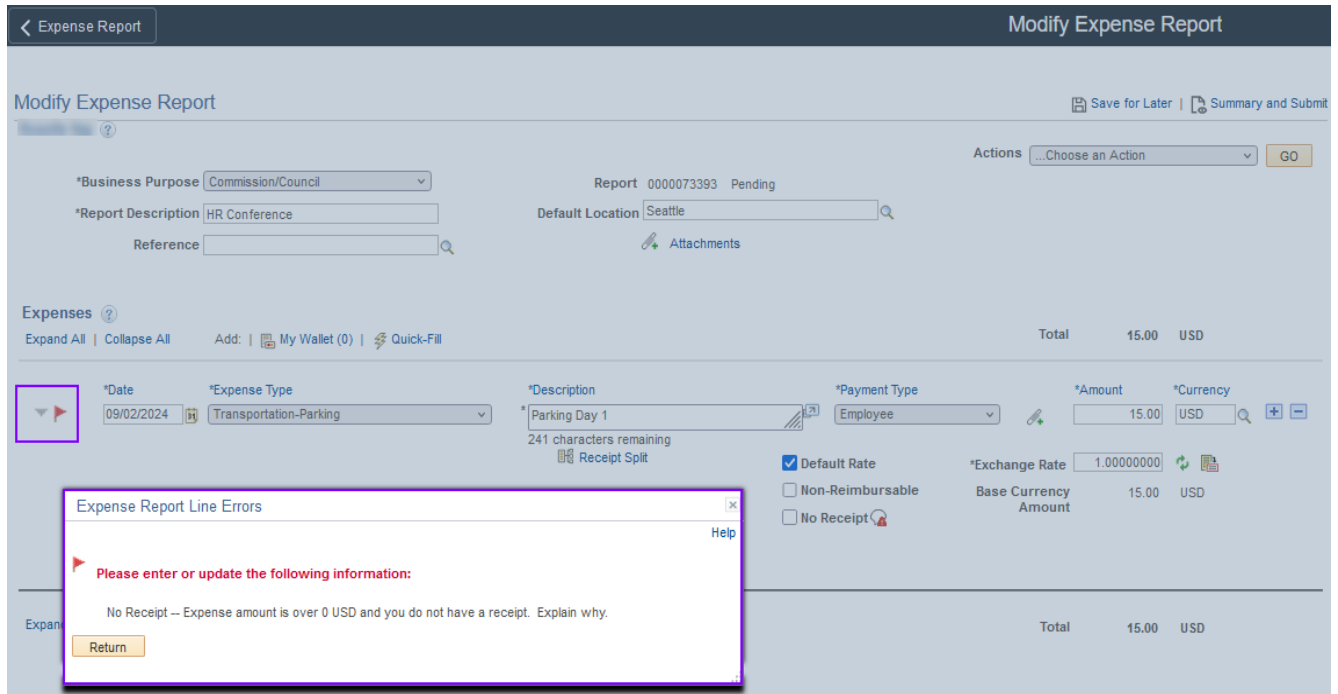 Expense Report
Modify Expense Report
Modify Expense Report
Save for Later | Summary and Submit
Actions ...Choose an Action GO
*Business Purpose Commission/Council
Report 0000073393 Pending
*Report Description HR Conference
Default Location Seattle
Reference
Attachments
Expenses
Expand All | Collapse All Add: | My Wallet (0) | Quick-Fill
Total 15.00 USD
*Date *Expense Type *Description *Payment Type *Amount *Currency
09/02/2024 31 Transportation-Parking * Parking Day 1 Employee 15.00 USD
241 characters remaining
Receipt Split
Default Rate *Exchange Rate 1.00000000
Non-Reimbursable Base Currency Amount 15.00 USD
No Receipt
Expense Report Line Errors
Help
Please enter or update the following information:
No Receipt -- Expense amount is over 0 USD and you do not have a receipt. Explain why.
Return
Expan
Total 15.00 USD